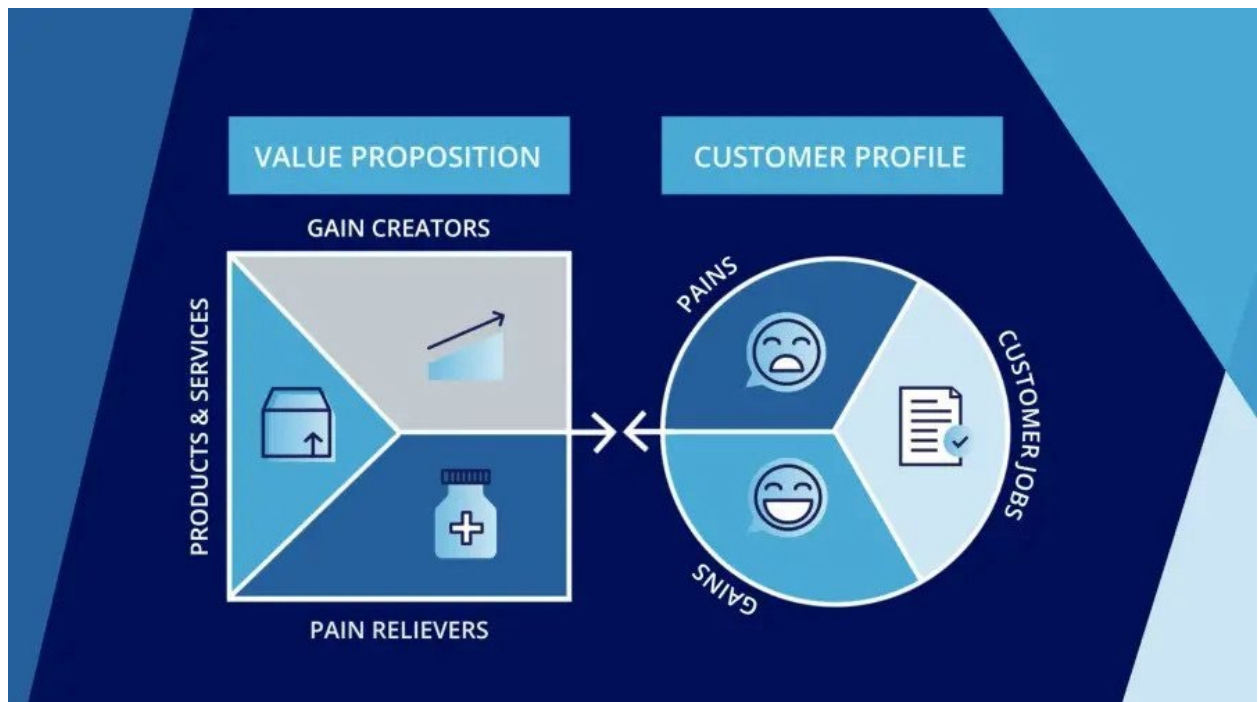 VALUE PROPOSITION
CUSTOMER PROFILE
GAIN CREATORS
PRODUCTS & SERVICES
PAIN RELIEVERS
PAINS
GAINS
CUSTOMER JOBS